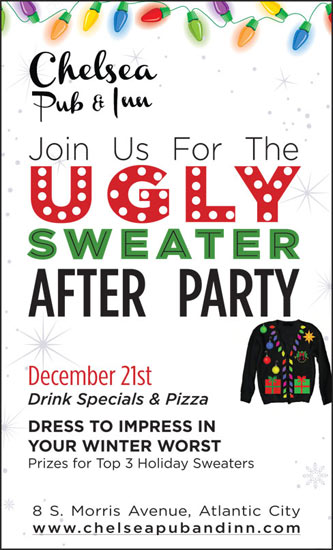 Chelsea
Pub & Inn
Join Us For The
UGLY
SWEATER
AFTER PARTY
December 21st
Drink Specials & Pizza
DRESS TO IMPRESS IN
YOUR WINTER WORST
Prizes for Top 3 Holiday Sweaters
8 S. Morris Avenue, Atlantic City
www.chelseapubandinn.com